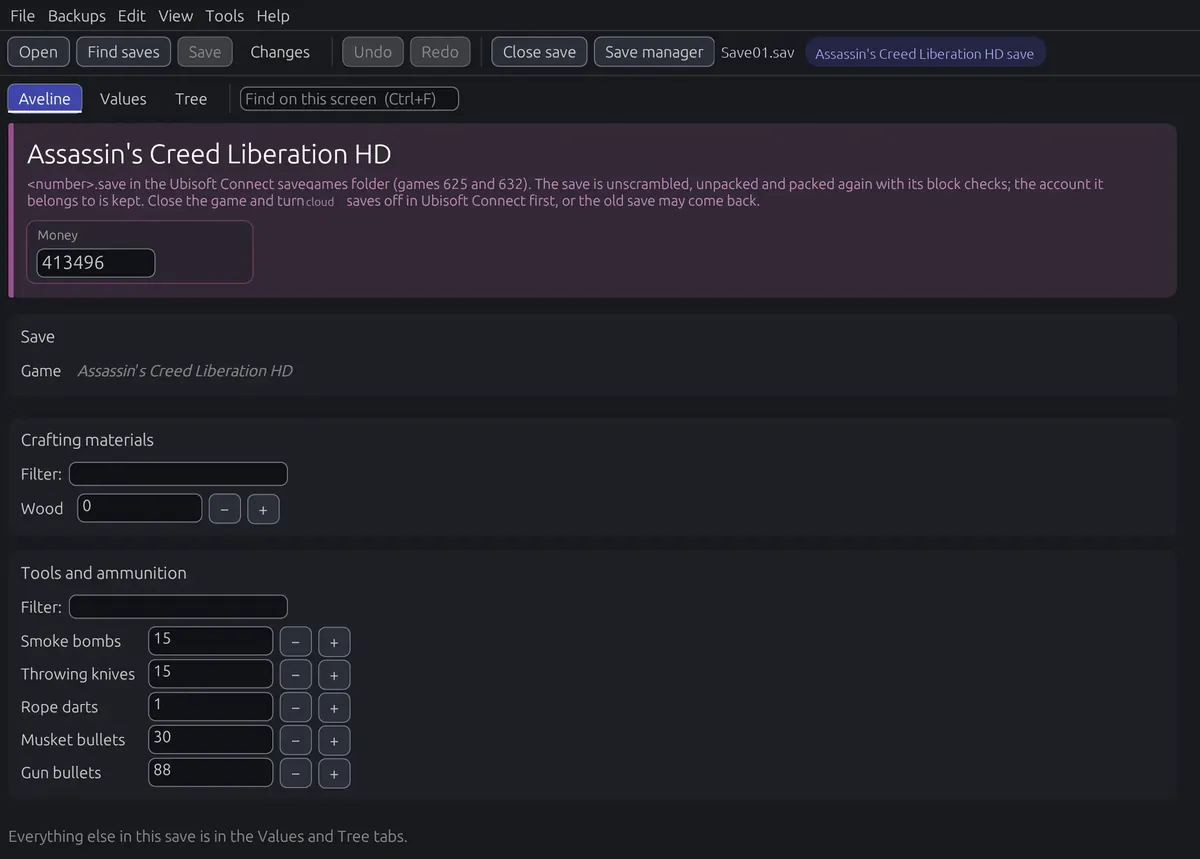 File Backups Edit View Tools Help
Open Find saves Save Changes Undo Redo Close save Save manager Save01.sav Assassin's Creed Liberation HD save
Aveline Values Tree Find on this screen (Ctrl+F)
Assassin's Creed Liberation HD
<number>.save in the Ubisoft Connect savegames folder (games 625 and 632). The save is unscrambled, unpacked and packed again with its block checks; the account it
belongs to is kept. Close the game and turn cloud saves off in Ubisoft Connect first, or the old save may come back.
Money
413496
Save
Game Assassin's Creed Liberation HD
Crafting materials
Filter:
Wood 0 − +
Tools and ammunition
Filter:
Smoke bombs 15 − +
Throwing knives 15 − +
Rope darts 1 − +
Musket bullets 30 − +
Gun bullets 88 − +
Everything else in this save is in the Values and Tree tabs.